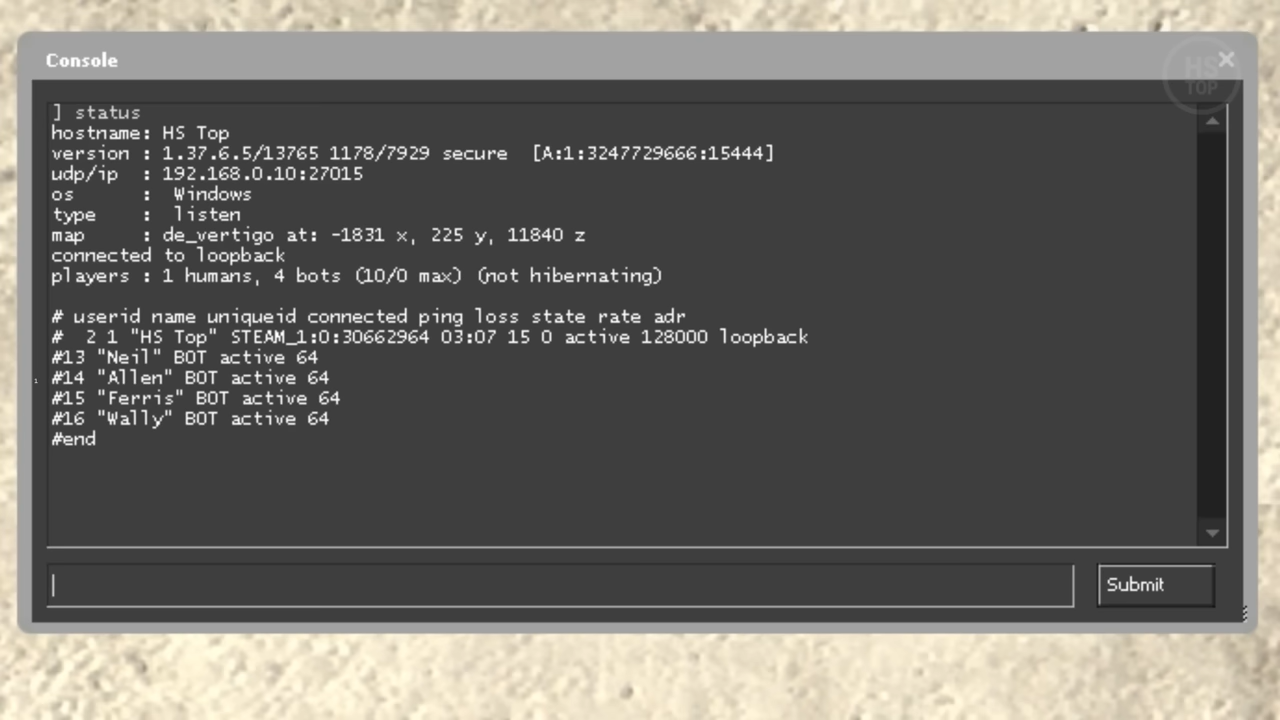 Console
HS
TOP
] status
hostname: HS Top
version : 1.37.6.5/13765 1178/7929 secure  [A:1:3247729666:15444]
udp/ip  : 192.168.0.10:27015
os      :  Windows
type    :  listen
map     : de_vertigo at: -1831 x, 225 y, 11840 z
connected to loopback
players : 1 humans, 4 bots (10/0 max) (not hibernating)
# userid name uniqueid connected ping loss state rate adr
#  2 1 "HS Top" STEAM_1:0:30662964 03:07 15 0 active 128000 loopback
#13 "Neil" BOT active 64
#14 "Allen" BOT active 64
#15 "Ferris" BOT active 64
#16 "Wally" BOT active 64
#end
Submit